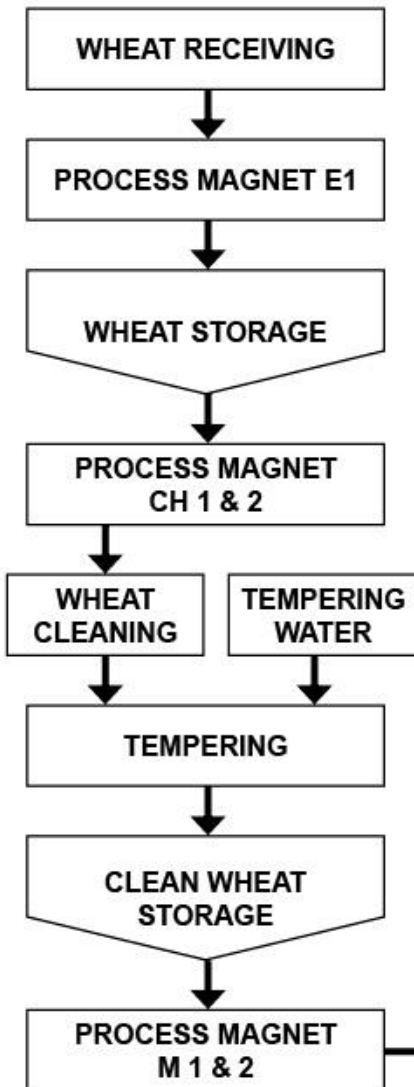 WHEAT RECEIVING
PROCESS MAGNET E1
WHEAT STORAGE
PROCESS MAGNET
CH 1 & 2
WHEAT
CLEANING
TEMPERING
WATER
TEMPERING
CLEAN WHEAT
STORAGE
PROCESS MAGNET
M 1 & 2